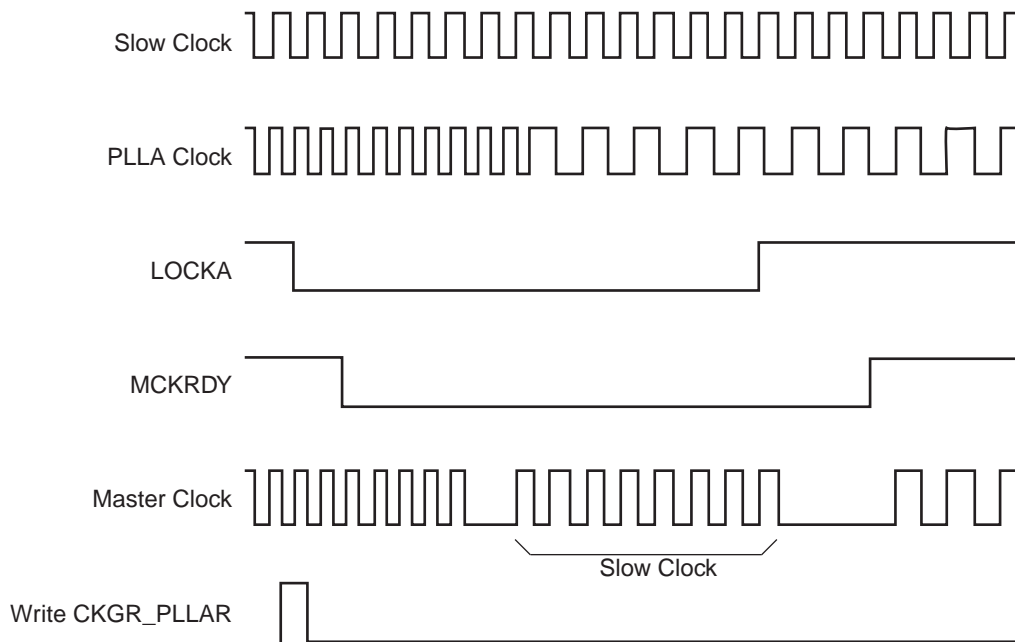 Slow Clock
PLLA Clock
LOCKA
MCKRDY
Master Clock
Slow Clock
Write CKGR_PLLAR